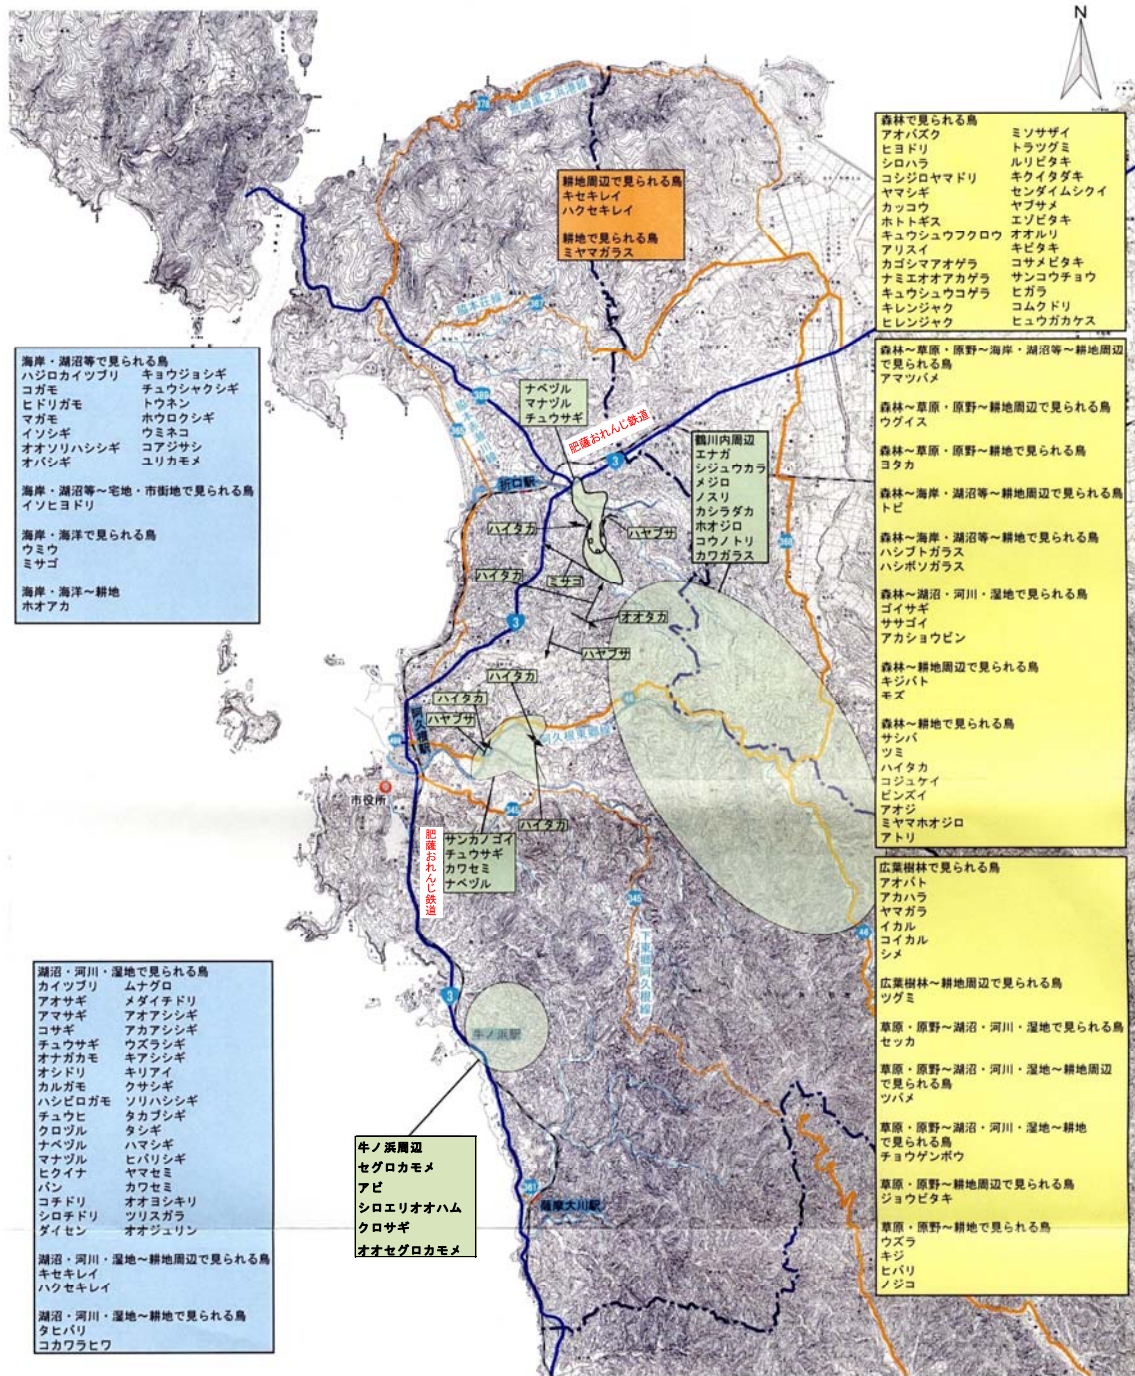 N
378
荒崎黒之浜港線
耕地周辺で見られる鳥
キセキレイ
ハクセキレイ
耕地で見られる鳥
ミヤマガラス
脇本荘線
367
389
365
森林で見られる鳥
アオバズク ミソサザイ
ヒヨドリ トラツグミ
シロハラ ルリビタキ
コシジロヤマドリ キクイタダキ
ヤマシギ センダイムシクイ
カッコウ ヤブサメ
ホトトギス エゾビタキ
キュウシュウフクロウ オオルリ
アリスイ キビタキ
カゴシマアオゲラ コサメビタキ
ナミエオオアカゲラ サンコウチョウ
キュウシュウコゲラ ヒガラ
キレンジャク コムクドリ
ヒレンジャク ヒュウガカケス
海岸・湖沼等で見られる鳥
ハジロカイツブリ キョウジョシギ
コガモ チュウシャクシギ
ヒドリガモ トウネン
マガモ ホウロクシギ
イソシギ ウミネコ
オオソリハシシギ コアジサシ
オバシギ ユリカモメ
海岸・湖沼等～宅地・市街地で見られる鳥
イソヒヨドリ
海岸・海洋で見られる鳥
ウミウ
ミサゴ
海岸・海洋～耕地
ホオアカ
ナベヅル
マナヅル
チュウサギ
肥薩おれんじ鉄道
3
折口駅
鶴川内周辺
エナガ
シジュウカラ
メジロ
ノスリ
カシラダカ
ホオジロ
コウノトリ
カワガラス
368
ハイタカ
ハヤブサ
ハイタカ
ミサゴ
オオタカ
3
ハヤブサ
ハイタカ
ハイタカ
ハヤブサ
46
阿久根駅
阿久根東郷線
市役所
345
ハイタカ
サンカノゴイ
チュウサギ
カワセミ
ナベヅル
肥薩おれんじ鉄道
345
下東郷阿久根線
46
森林～草原・原野～海岸・湖沼等～耕地周辺
で見られる鳥
アマツバメ
森林～草原・原野～耕地周辺で見られる鳥
ウグイス
森林～草原・原野～耕地で見られる鳥
ヨタカ
森林～海岸・湖沼等～耕地周辺で見られる鳥
トビ
森林～海岸・湖沼等～耕地で見られる鳥
ハシブトガラス
ハシボソガラス
森林～湖沼・河川・湿地で見られる鳥
ゴイサギ
ササゴイ
アカショウビン
森林～耕地周辺で見られる鳥
キジバト
モズ
森林～耕地で見られる鳥
サシバ
ツミ
ハイタカ
コジュケイ
ビンズイ
アオジ
ミヤマホオジロ
アトリ
広葉樹林で見られる鳥
アオバト
アカハラ
ヤマガラ
イカル
コイカル
シメ
広葉樹林～耕地周辺で見られる鳥
ツグミ
草原・原野～湖沼・河川・湿地で見られる鳥
セッカ
草原・原野～湖沼・河川・湿地～耕地周辺
で見られる鳥
ツバメ
草原・原野～湖沼・河川・湿地～耕地
で見られる鳥
チョウゲンボウ
草原・原野～耕地周辺で見られる鳥
ジョウビタキ
草原・原野～耕地で見られる鳥
ウズラ
キジ
ヒバリ
ノジコ
湖沼・河川・湿地で見られる鳥
カイツブリ ムナグロ
アオサギ メダイチドリ
アマサギ アオアシシギ
コサギ アカアシシギ
チュウサギ ウズラシギ
オナガカモ キアシシギ
オシドリ キリアイ
カルガモ クサシギ
ハシビロガモ ソリハシシギ
チュウヒ タカブシギ
クロヅル タシギ
ナベヅル ハマシギ
マナヅル ヒバリシギ
ヒクイナ ヤマセミ
バン カワセミ
コチドリ オオヨシキリ
シロチドリ ツリスガラ
ダイゼン オオジュリン
湖沼・河川・湿地～耕地周辺で見られる鳥
キセキレイ
ハクセキレイ
湖沼・河川・湿地～耕地で見られる鳥
タヒバリ
コカワラヒワ
3
牛ノ浜駅
牛ノ浜周辺
セグロカモメ
アビ
シロエリオオハム
クロサギ
オオセグロカモメ
薩摩大川駅